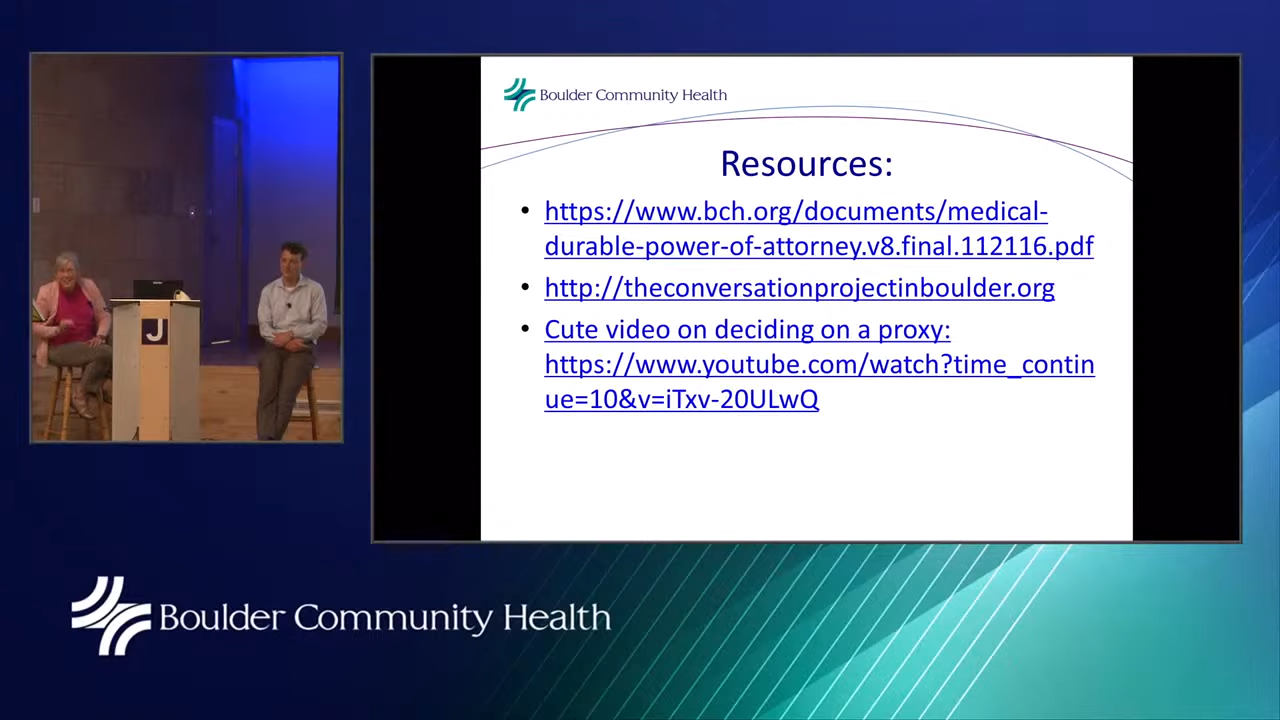 Boulder Community Health
Resources:
• https://www.bch.org/documents/medical-
durable-power-of-attorney.v8.final.112116.pdf
• http://theconversationprojectinboulder.org
• Cute video on deciding on a proxy:
https://www.youtube.com/watch?time_contin
ue=10&v=iTxv-20ULwQ
J
Boulder Community Health